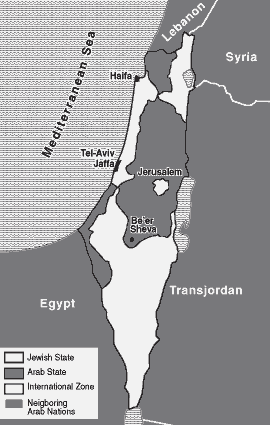 Lebanon
Syria
Mediterranean Sea
Haifa
Tel-Aviv
Jaffa
Jerusalem
Be'er
Sheva
Egypt
Transjordan
Jewish State
Arab State
International Zone
Neigboring
Arab Nations